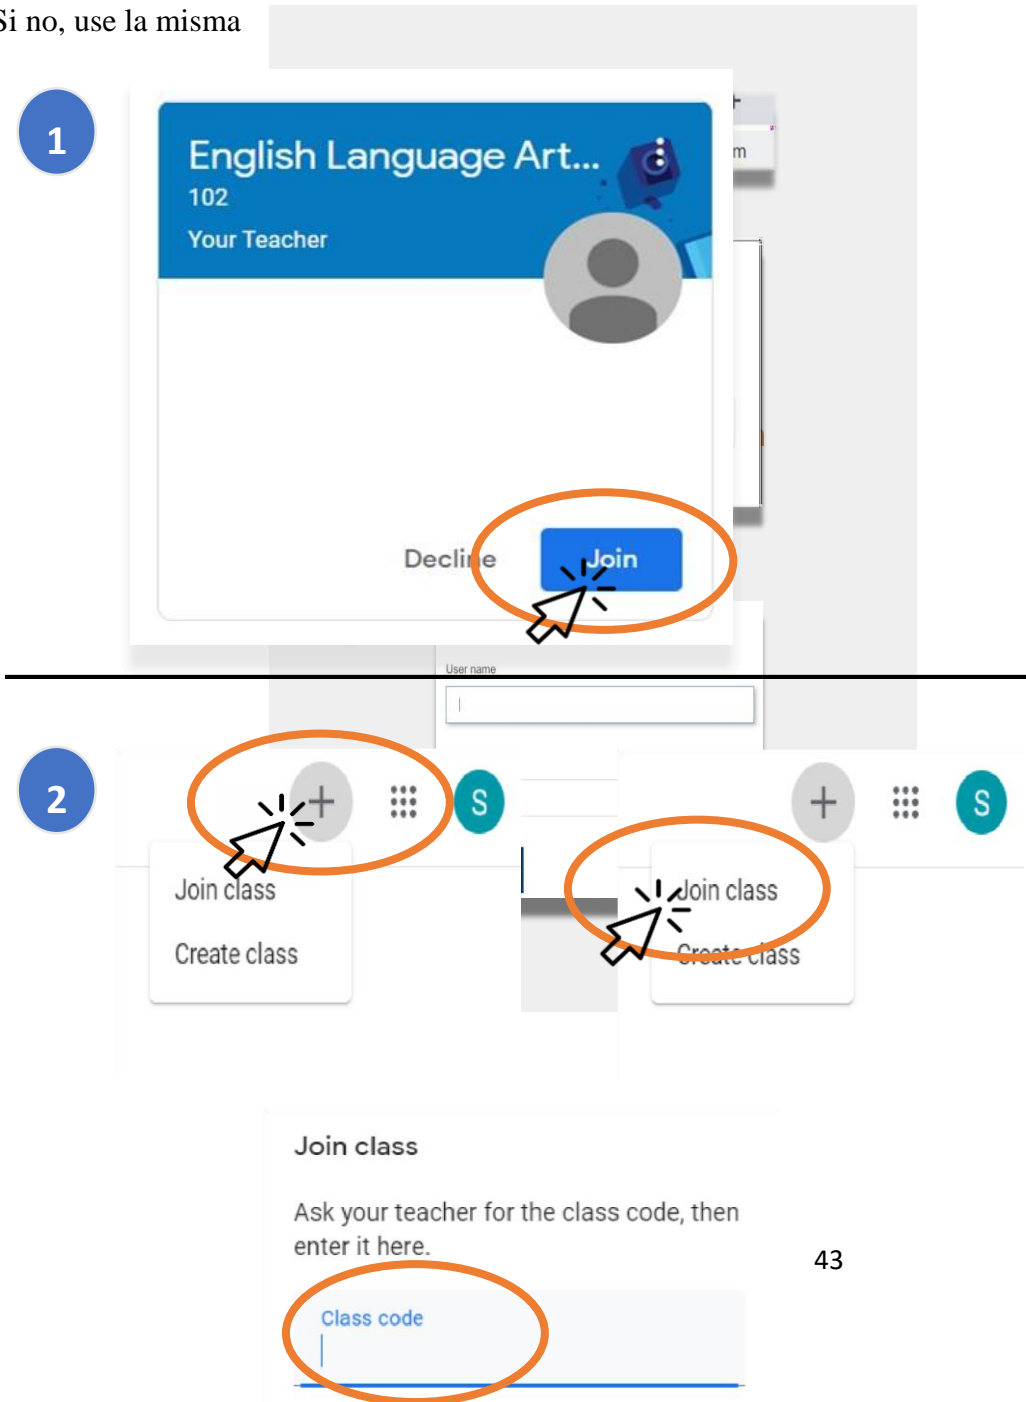 Si no, use la misma
1
English Language Art...
102
Your Teacher
m
Decline
Join
User name
2
+
S
Join class
Create class
+
S
Join class
Create class
Join class
Ask your teacher for the class code, then
enter it here.
43
Class code